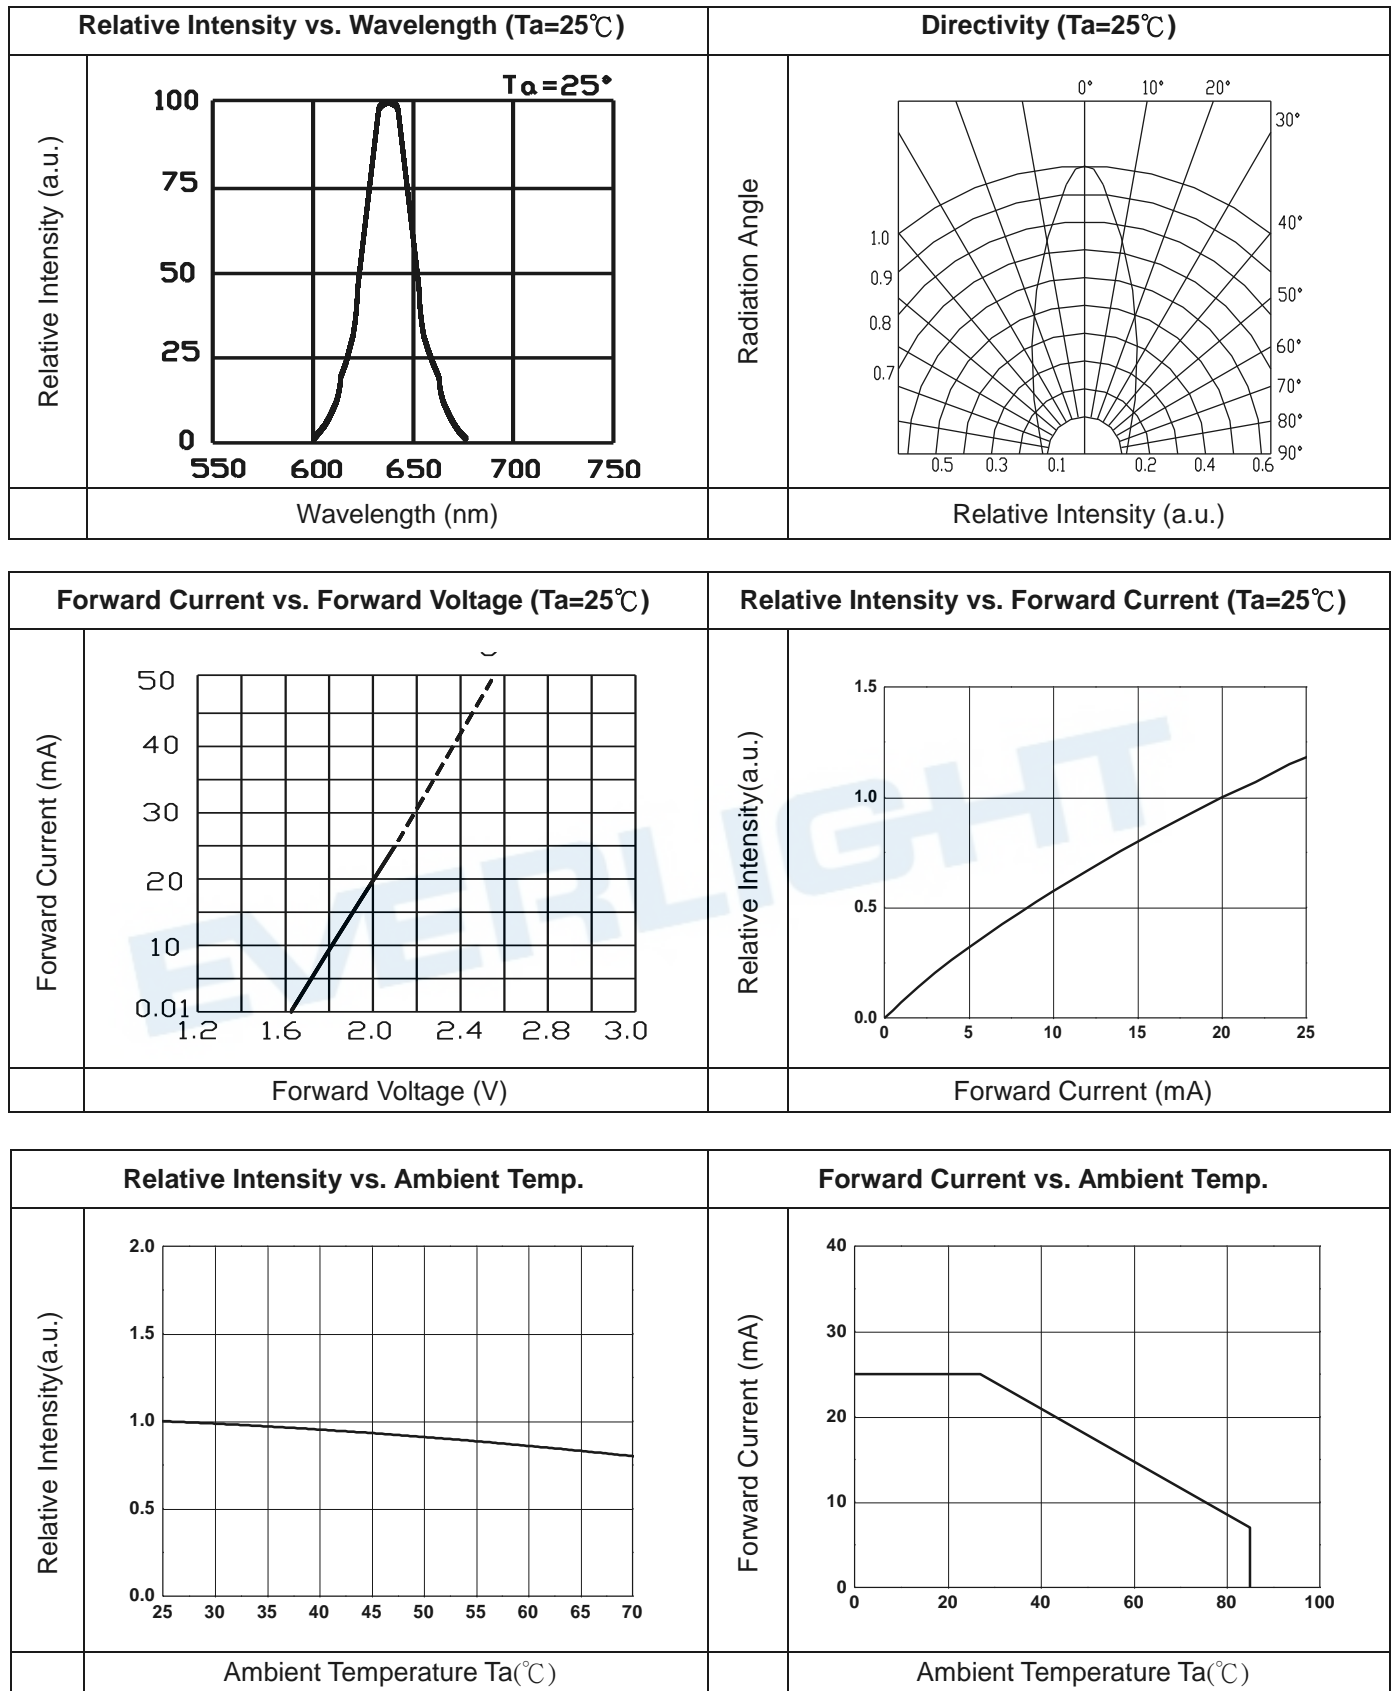 Relative Intensity vs. Wavelength (Ta=25℃)
Directivity (Ta=25℃)
Relative Intensity (a.u.)
Ta=25°
100
75
50
25
0
550 600 650 700 750
Wavelength (nm)
Radiation Angle
0° 10° 20°
30°
40°
50°
60°
70°
80°
90°
1.0
0.9
0.8
0.7
0.5 0.3 0.1 0.2 0.4 0.6
Relative Intensity (a.u.)
Forward Current vs. Forward Voltage (Ta=25℃)
Relative Intensity vs. Forward Current (Ta=25℃)
Forward Current (mA)
50
40
30
20
10
0.01
1.2 1.6 2.0 2.4 2.8 3.0
Forward Voltage (V)
Relative Intensity(a.u.)
1.5
1.0
0.5
0.0
0 5 10 15 20 25
Forward Current (mA)
EVERLIGHT
Relative Intensity vs. Ambient Temp.
Forward Current vs. Ambient Temp.
Relative Intensity(a.u.)
2.0
1.5
1.0
0.5
0.0
25 30 35 40 45 50 55 60 65 70
Ambient Temperature Ta(℃)
Forward Current (mA)
40
30
20
10
0
0 20 40 60 80 100
Ambient Temperature Ta(℃)